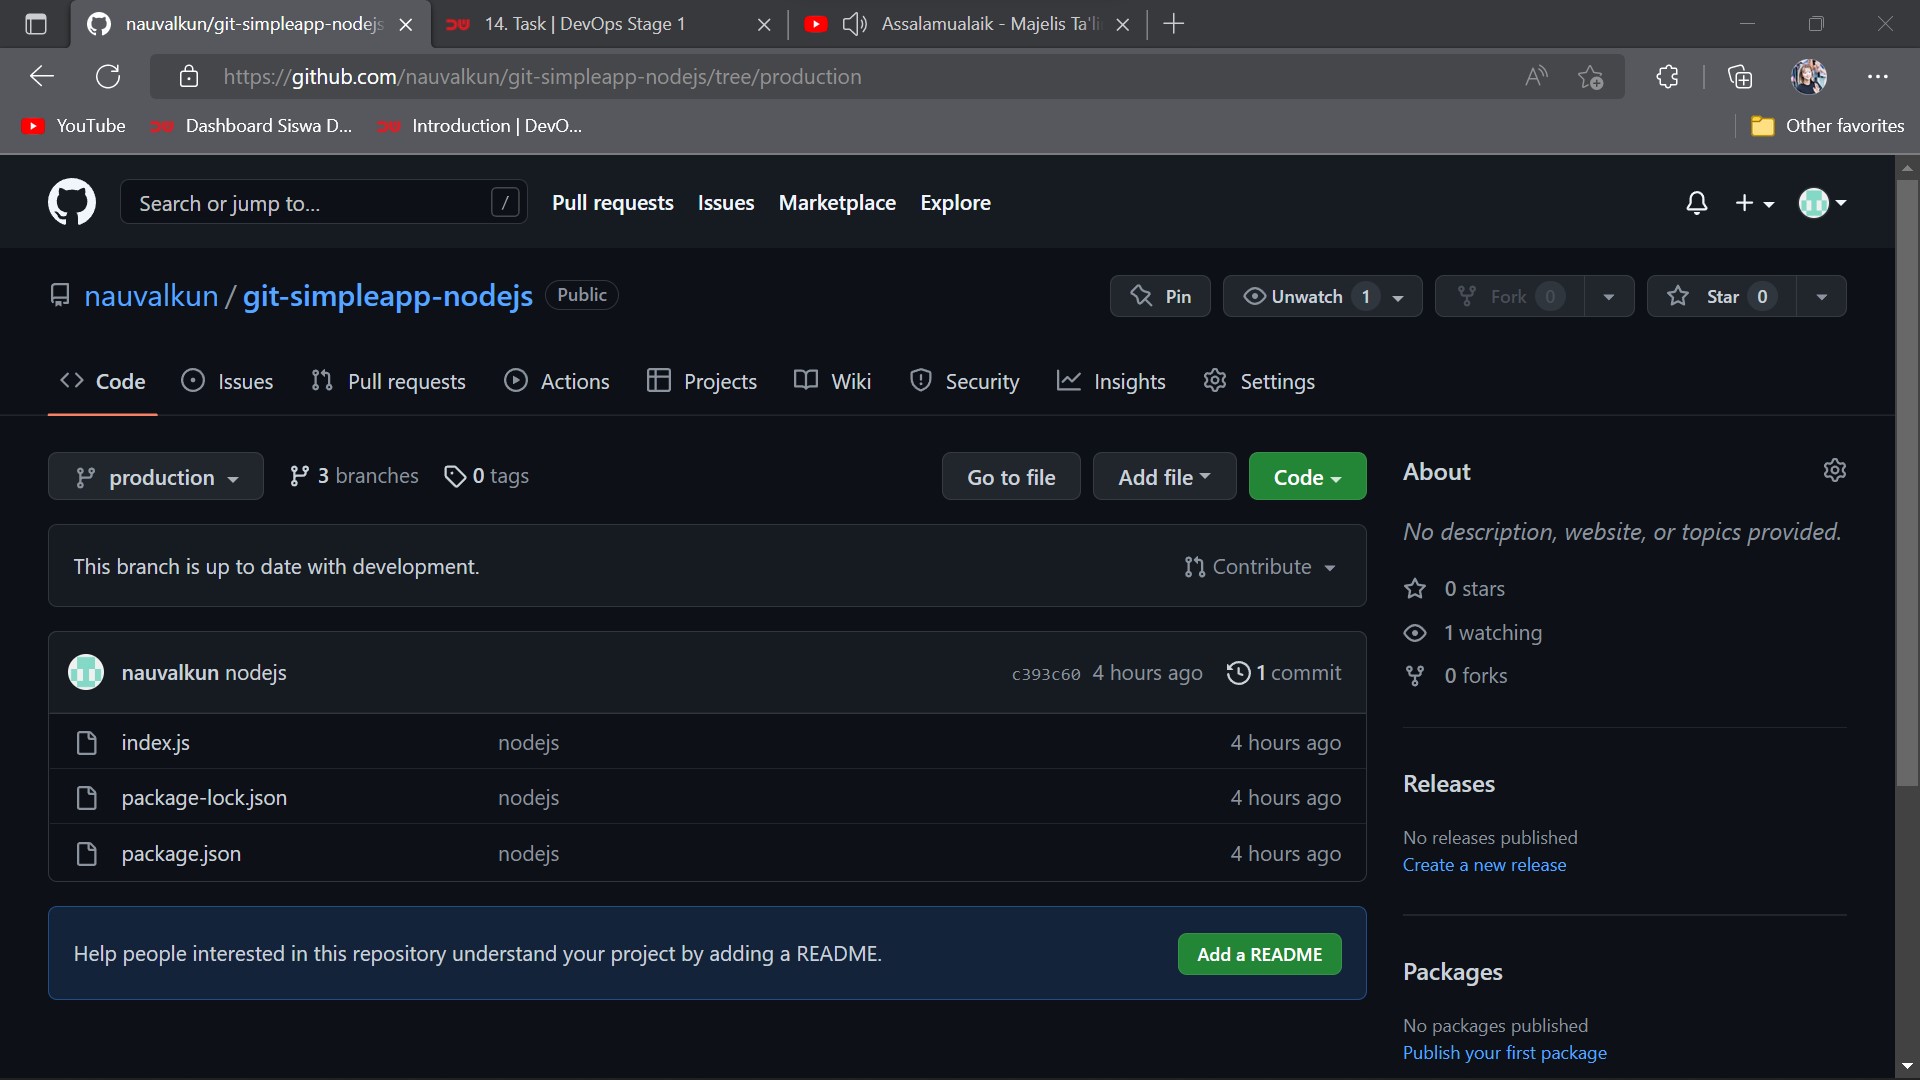 nauvalkun/git-simpleapp-nodejs
14. Task | DevOps Stage 1
Assalamualaik - Majelis Ta'li
https://github.com/nauvalkun/git-simpleapp-nodejs/tree/production
YouTube
Dashboard Siswa D...
Introduction | DevO...
Other favorites
Search or jump to...
/
Pull requests
Issues
Marketplace
Explore
nauvalkun / git-simpleapp-nodejs
Public
Pin
Unwatch 1
Fork 0
Star 0
Code
Issues
Pull requests
Actions
Projects
Wiki
Security
Insights
Settings
production
3 branches
0 tags
Go to file
Add file
Code
This branch is up to date with development.
Contribute
nauvalkun nodejs
c393c60 4 hours ago
1 commit
index.js
nodejs
4 hours ago
package-lock.json
nodejs
4 hours ago
package.json
nodejs
4 hours ago
Help people interested in this repository understand your project by adding a README.
Add a README
About
No description, website, or topics provided.
0 stars
1 watching
0 forks
Releases
No releases published
Create a new release
Packages
No packages published
Publish your first package